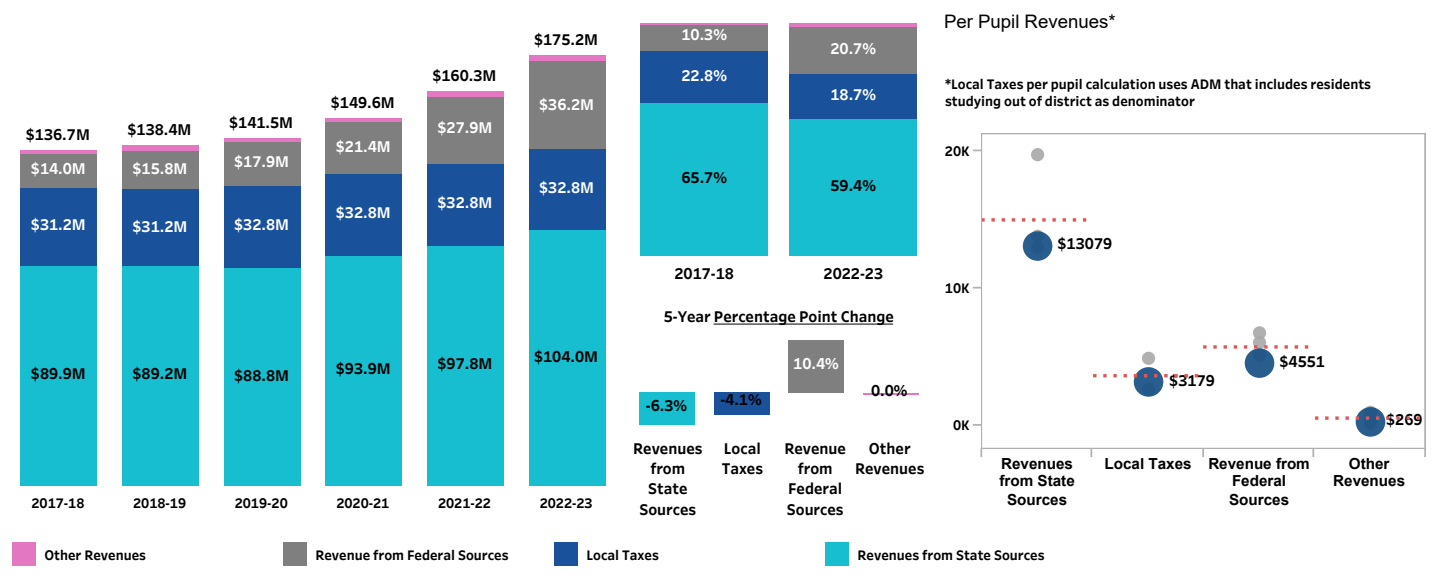 $136.7M
$14.0M
$31.2M
$89.9M
2017-18
$138.4M
$15.8M
$31.2M
$89.2M
2018-19
$141.5M
$17.9M
$32.8M
$88.8M
2019-20
$149.6M
$21.4M
$32.8M
$93.9M
2020-21
$160.3M
$27.9M
$32.8M
$97.8M
2021-22
$175.2M
$36.2M
$32.8M
$104.0M
2022-23
10.3%
22.8%
65.7%
2017-18
20.7%
18.7%
59.4%
2022-23
5-Year Percentage Point Change
-6.3%
-4.1%
10.4%
0.0%
Revenues
from
State
Sources
Local
Taxes
Revenue
from
Federal
Sources
Other
Revenues
Per Pupil Revenues*
*Local Taxes per pupil calculation uses ADM that includes residents
studying out of district as denominator
20K
10K
0K
$13079
$3179
$4551
$269
Revenues
from State
Sources
Local Taxes
Revenue from
Federal
Sources
Other
Revenues
Other Revenues
Revenue from Federal Sources
Local Taxes
Revenues from State Sources